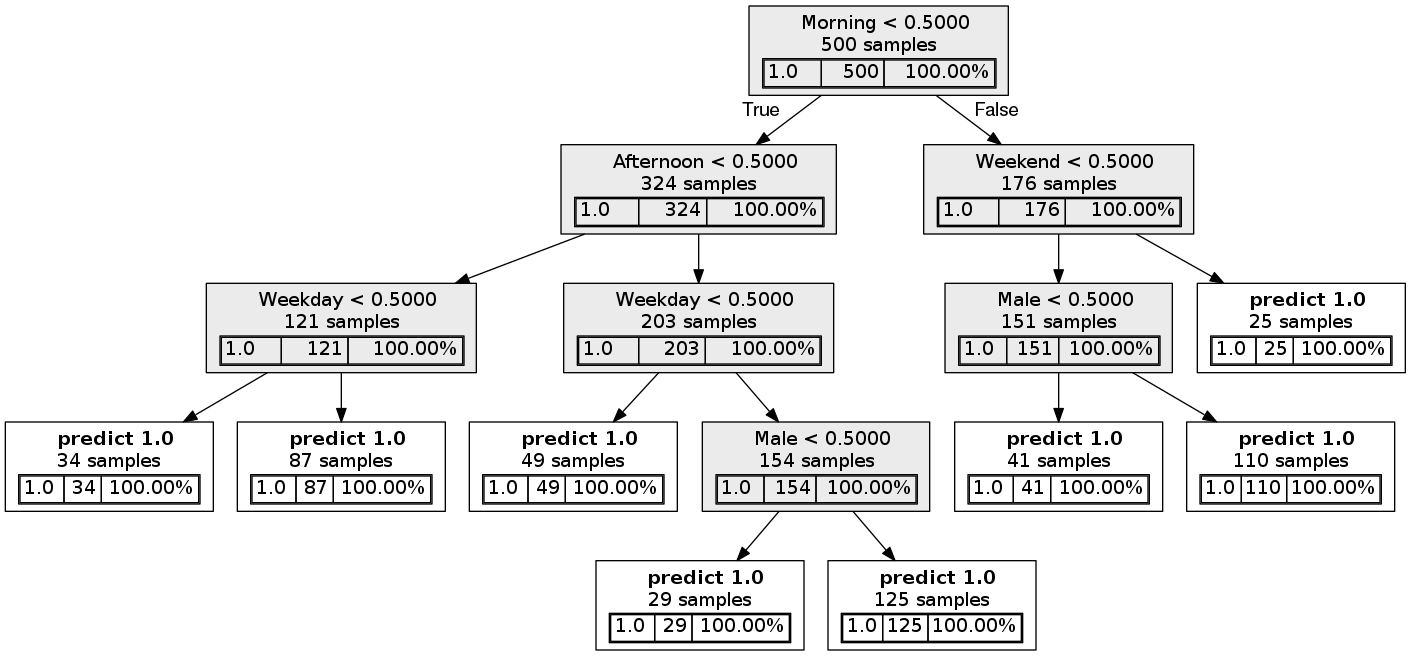 Morning < 0.5000
500 samples
1.0 500 100.00%
True
False
Afternoon < 0.5000
324 samples
1.0 324 100.00%
Weekend < 0.5000
176 samples
1.0 176 100.00%
Weekday < 0.5000
121 samples
1.0 121 100.00%
Weekday < 0.5000
203 samples
1.0 203 100.00%
Male < 0.5000
151 samples
1.0 151 100.00%
predict 1.0
25 samples
1.0 25 100.00%
predict 1.0
34 samples
1.0 34 100.00%
predict 1.0
87 samples
1.0 87 100.00%
predict 1.0
49 samples
1.0 49 100.00%
Male < 0.5000
154 samples
1.0 154 100.00%
predict 1.0
41 samples
1.0 41 100.00%
predict 1.0
110 samples
1.0 110 100.00%
predict 1.0
29 samples
1.0 29 100.00%
predict 1.0
125 samples
1.0 125 100.00%